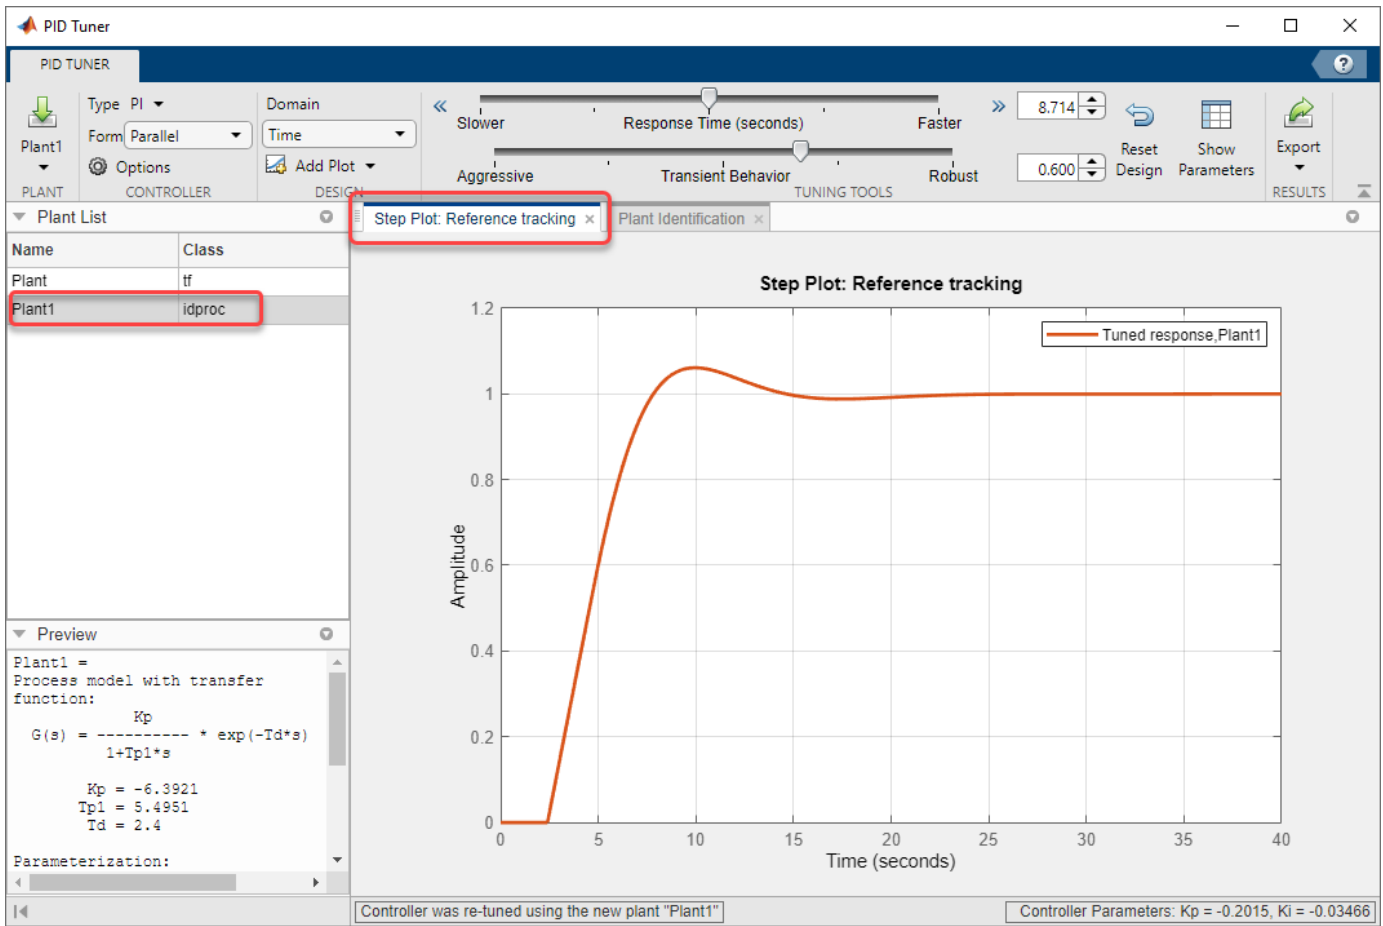 PID Tuner
PID TUNER
?
Plant1
PLANT
Type PI
Form Parallel
Options
CONTROLLER
Domain
Time
Add Plot
DESIGN
Slower Response Time (seconds) Faster
8.714
Aggressive Transient Behavior Robust
0.600
TUNING TOOLS
Reset Design
Show Parameters
Export
RESULTS
Plant List
Name Class
Plant tf
Plant1 idproc
Preview
Plant1 =
Process model with transfer
function:
Kp
G(s) = ---------- * exp(-Td*s)
1+Tp1*s
Kp = -6.3921
Tp1 = 5.4951
Td = 2.4
Parameterization:
Step Plot: Reference tracking × Plant Identification ×
Step Plot: Reference tracking
Tuned response,Plant1
1.2
1
0.8
0.6
0.4
0.2
0
Amplitude
0 5 10 15 20 25 30 35 40
Time (seconds)
Controller was re-tuned using the new plant "Plant1"
Controller Parameters: Kp = -0.2015, Ki = -0.03466